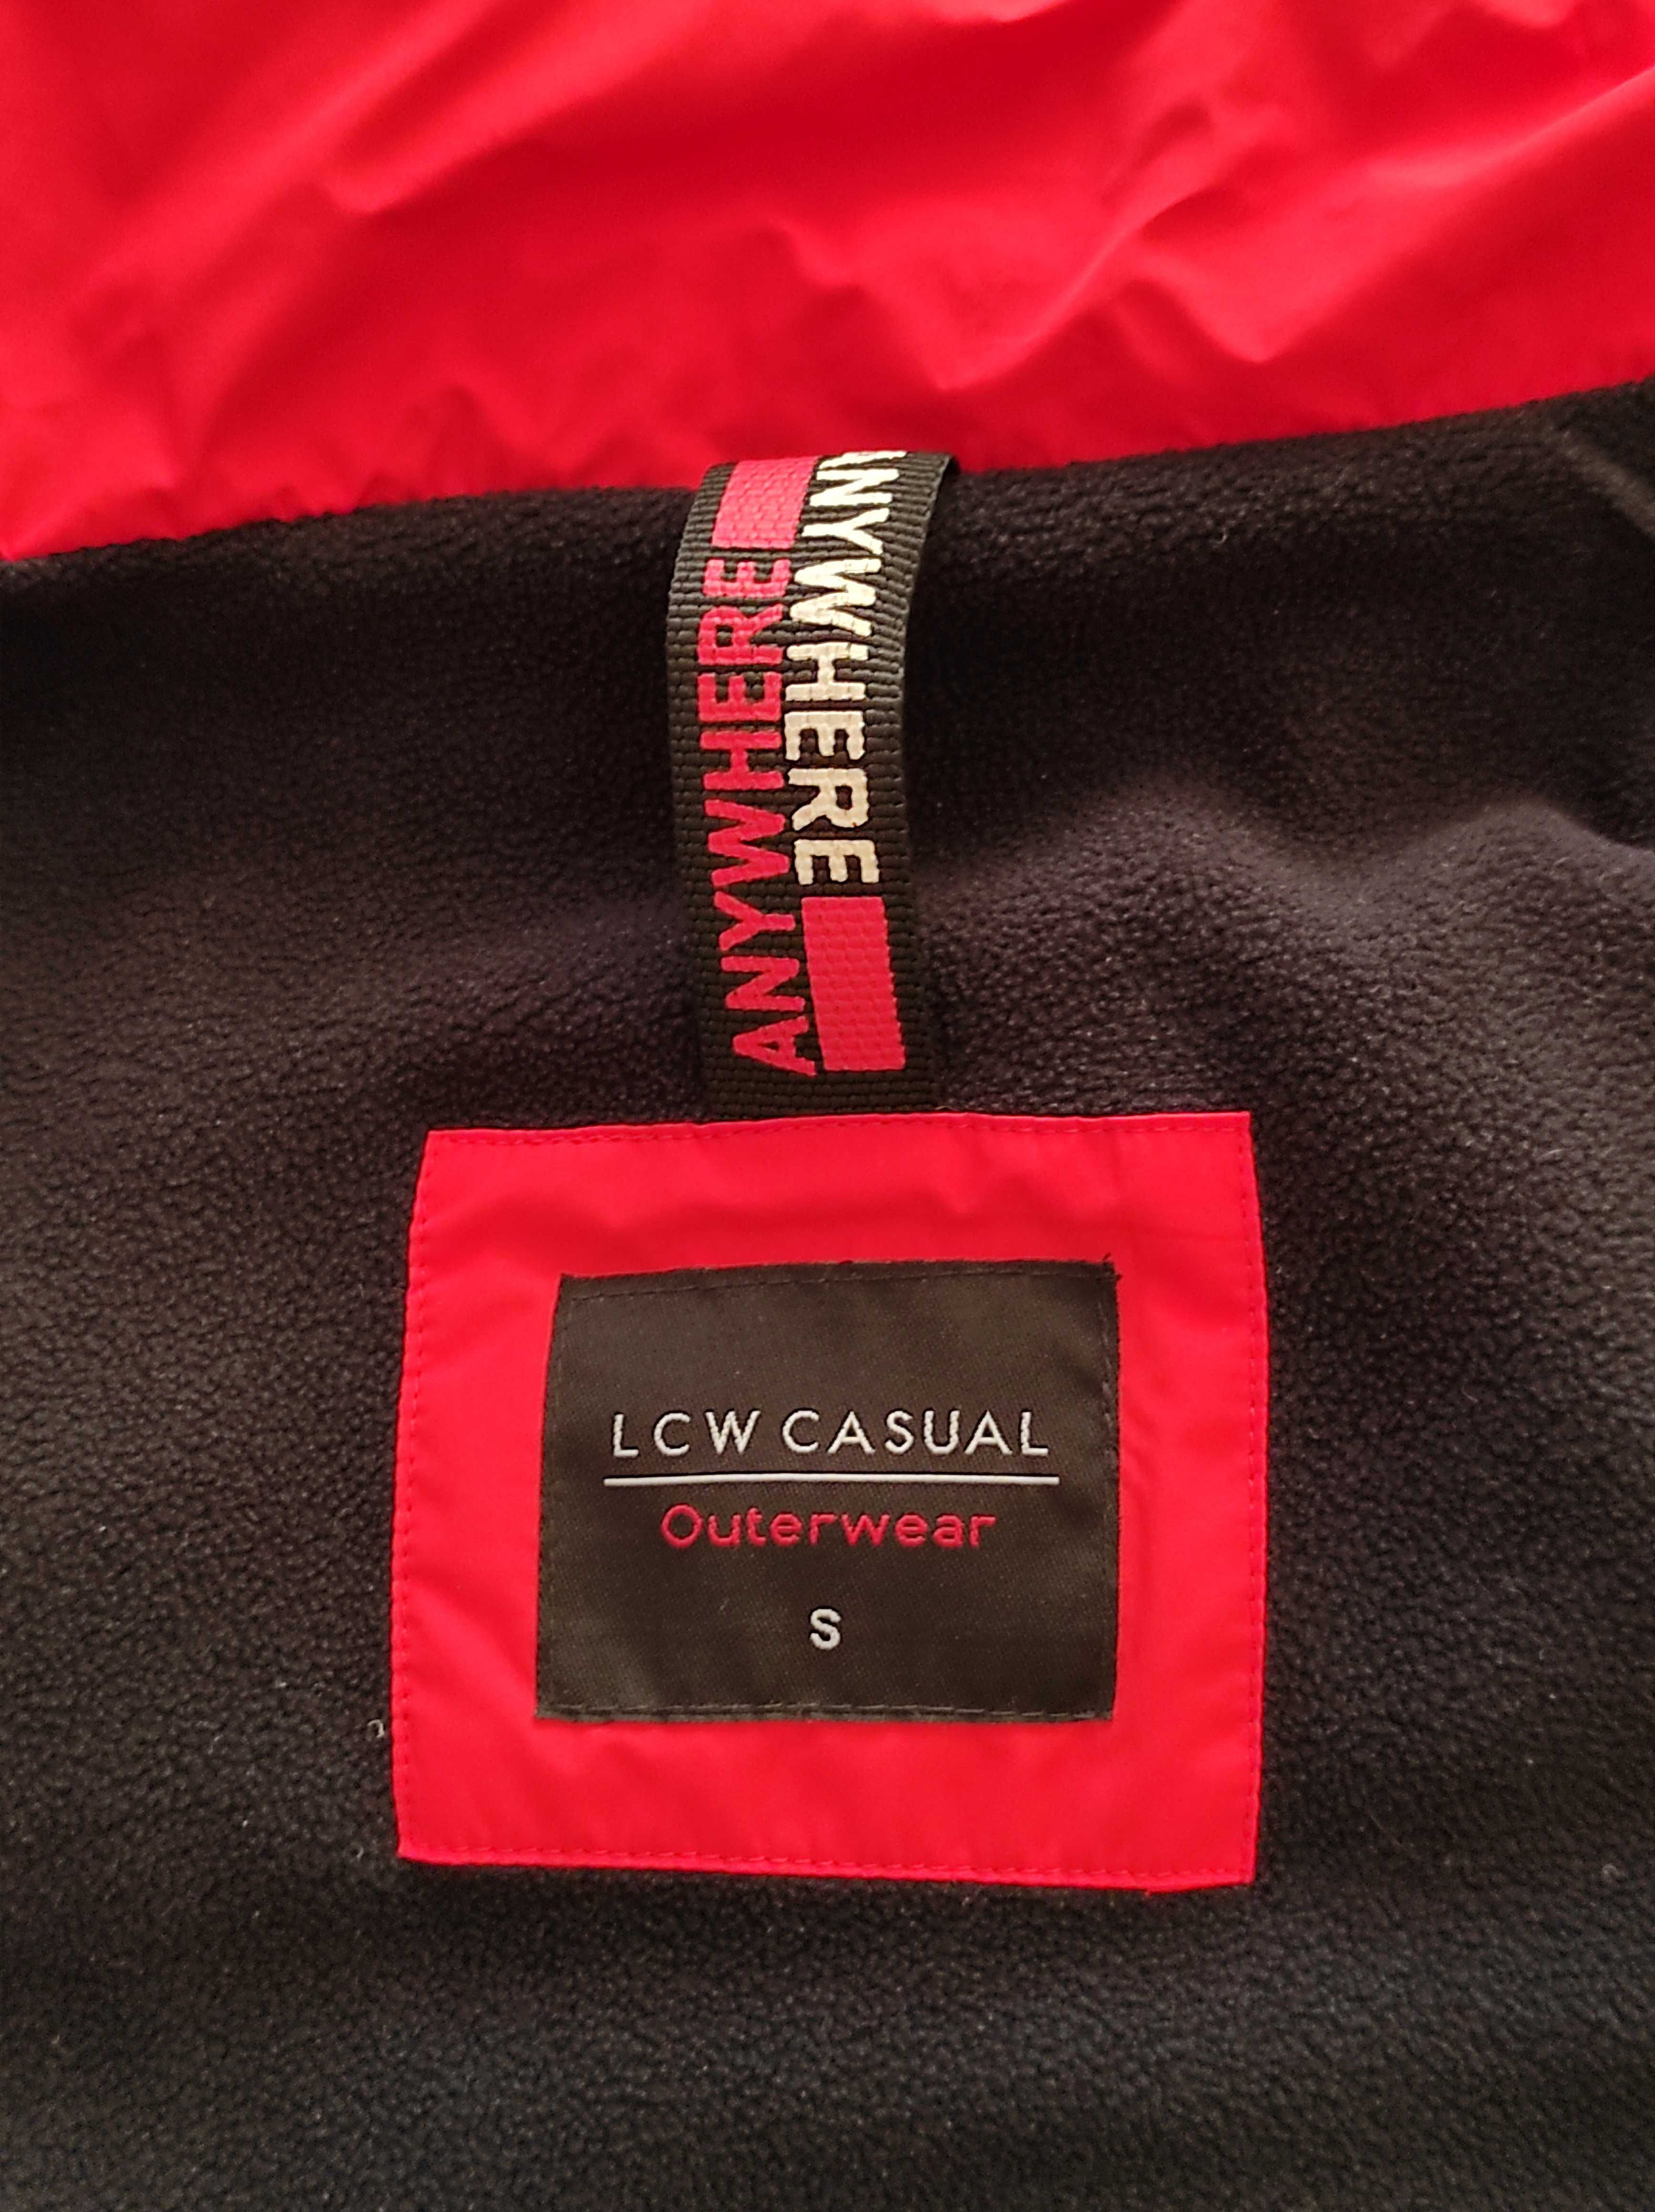 ANYWHERE
ANYWHERE
LCW CASUAL
Outerwear
S